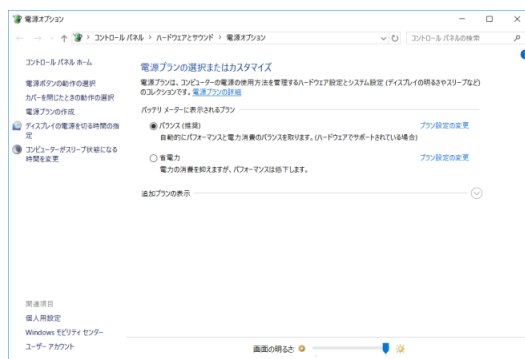 電源オプション
コントロール パネル > ハードウェアとサウンド > 電源オプション
コントロール パネルの検索
コントロール パネル ホーム
電源ボタンの動作の選択
カバーを閉じたときの動作の選択
電源プランの作成
ディスプレイの電源を切る時間の指
定
コンピューターがスリープ状態になる
時間を変更
電源プランの選択またはカスタマイズ
電源プランは、コンピューターの電源の使用方法を管理するハードウェア設定とシステム設定 (ディスプレイの明るさやスリープなど)
のコレクションです。電源プランの詳細
バッテリ メーターに表示されるプラン
バランス (推奨) プラン設定の変更
自動的にパフォーマンスと電力消費のバランスを取ります。(ハードウェアでサポートされている場合)
省電力 プラン設定の変更
電力の消費を抑えますが、パフォーマンスは低下します。
追加プランの表示
関連項目
個人用設定
Windows モビリティ センター
ユーザー アカウント
画面の明るさ: